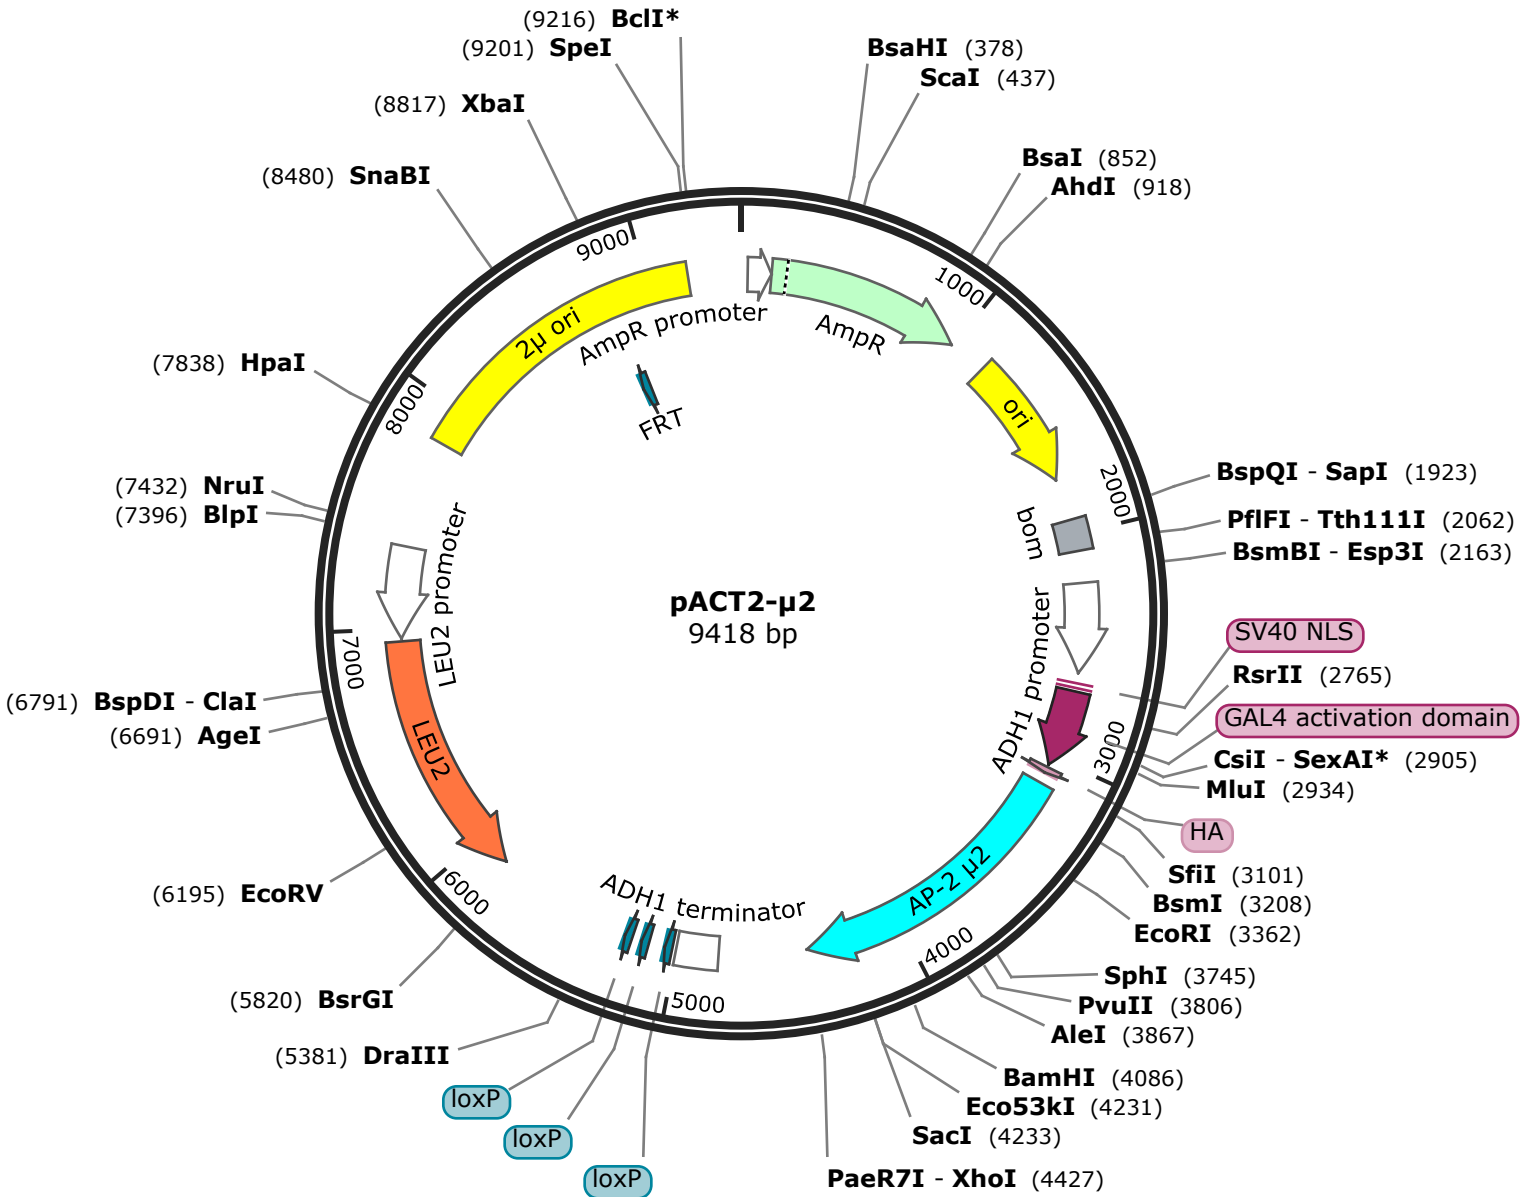 (9216) BclI*
(9201) SpeI
(8817) XbaI
(8480) SnaBI
(7838) HpaI
(7432) NruI
(7396) BlpI
(6791) BspDI - ClaI
(6691) AgeI
(6195) EcoRV
(5820) BsrGI
(5381) DraIII
loxP
loxP
loxP
BsaHI (378)
ScaI (437)
BsaI (852)
AhdI (918)
BspQI - SapI (1923)
PflFI - Tth111I (2062)
BsmBI - Esp3I (2163)
SV40 NLS
RsrII (2765)
GAL4 activation domain
CsiI - SexAI* (2905)
MluI (2934)
HA
SfiI (3101)
BsmI (3208)
EcoRI (3362)
SphI (3745)
PvuII (3806)
AleI (3867)
BamHI (4086)
Eco53kI (4231)
SacI (4233)
PaeR7I - XhoI (4427)
1000
2000
3000
4000
5000
6000
7000
8000
9000
2µ ori
AmpR promoter
AmpR
FRT
ori
bom
ADH1 promoter
AP-2 µ2
ADH1 terminator
LEU2
LEU2 promoter
pACT2-µ2
9418 bp